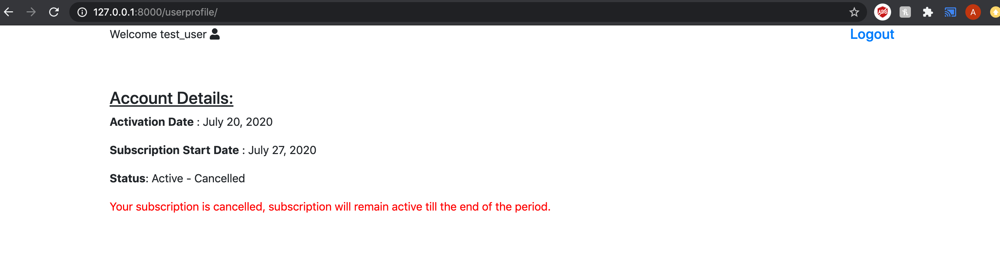 127.0.0.1:8000/userprofile/
ABB
h
A
Welcome test_user
Logout
Account Details:
Activation Date : July 20, 2020
Subscription Start Date : July 27, 2020
Status: Active - Cancelled
Your subscription is cancelled, subscription will remain active till the end of the period.